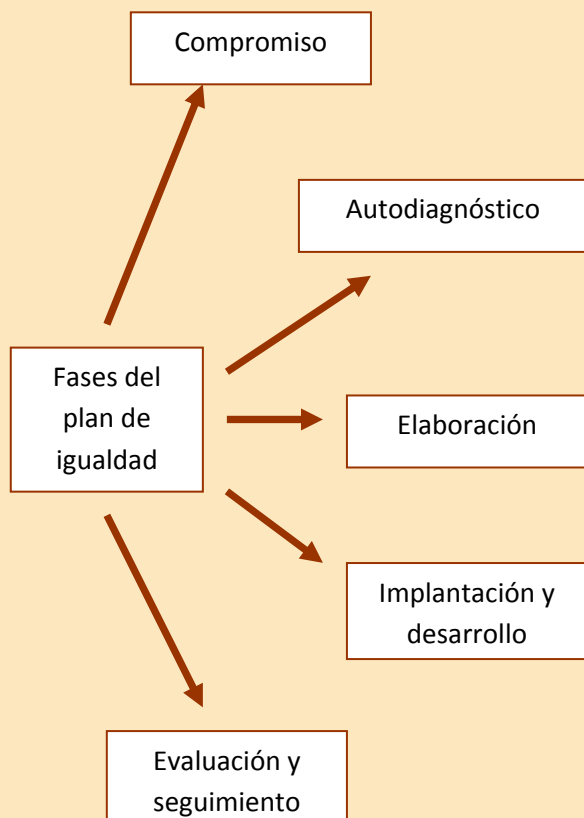 Compromiso
Autodiagnóstico
Fases del
plan de
igualdad
Elaboración
Implantación y
desarrollo
Evaluación y
seguimiento